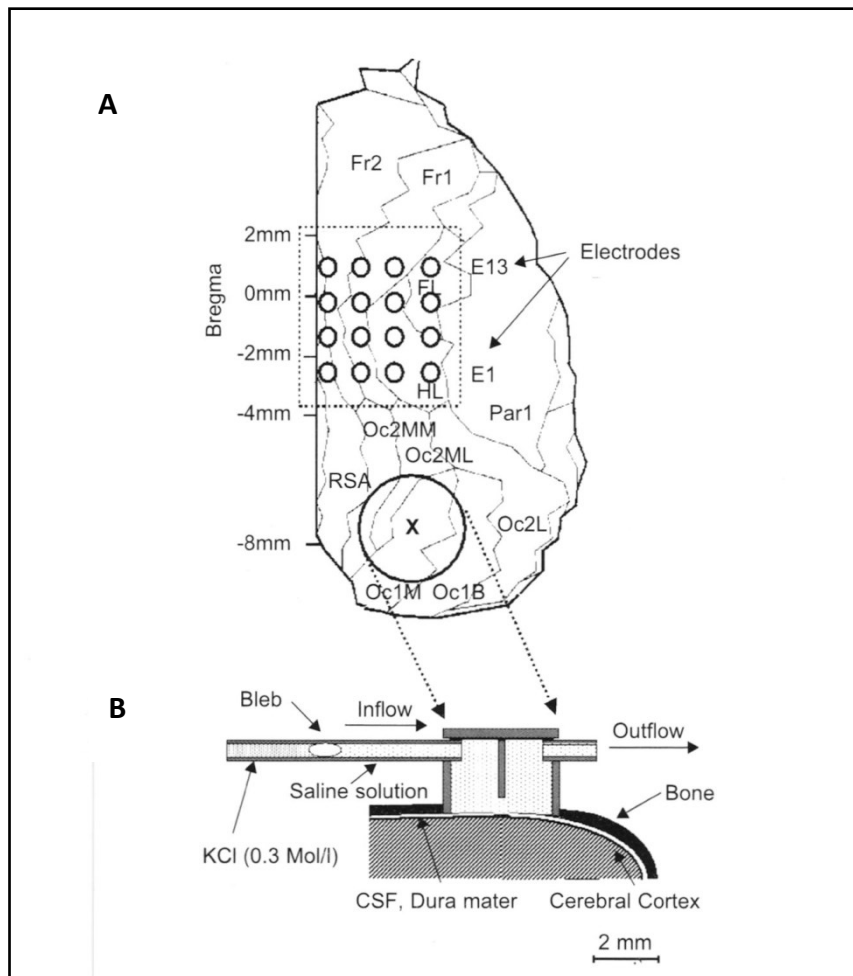 A
Fr2
Fr1
2mm
E13
Electrodes
FL
0mm
Bregma
-2mm
E1
HL
-4mm
Par1
Oc2MM
Oc2ML
RSA
Oc2L
X
-8mm
Oc1M
Oc1B
B
Bleb
Inflow
Outflow
Saline solution
Bone
KCl (0.3 Mol/l)
CSF, Dura mater
Cerebral Cortex
2 mm